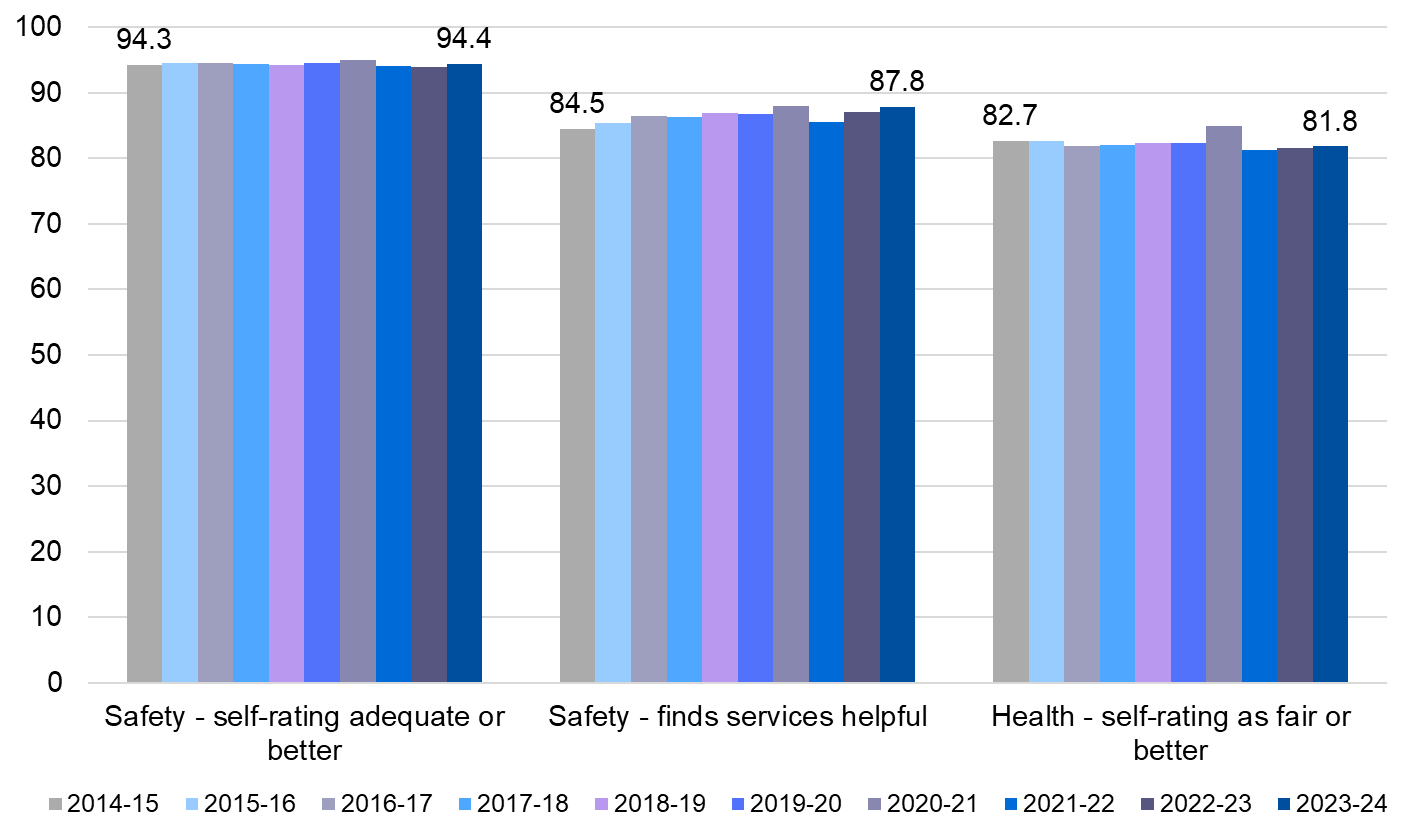 100
90
80
70
60
50
40
30
20
10
0
94.3
94.4
84.5
87.8
82.7
81.8
Safety - self-rating adequate or
better
Safety - finds services helpful
Health - self-rating as fair or
better
2014-15 2015-16 2016-17 2017-18 2018-19 2019-20 2020-21 2021-22 2022-23 2023-24